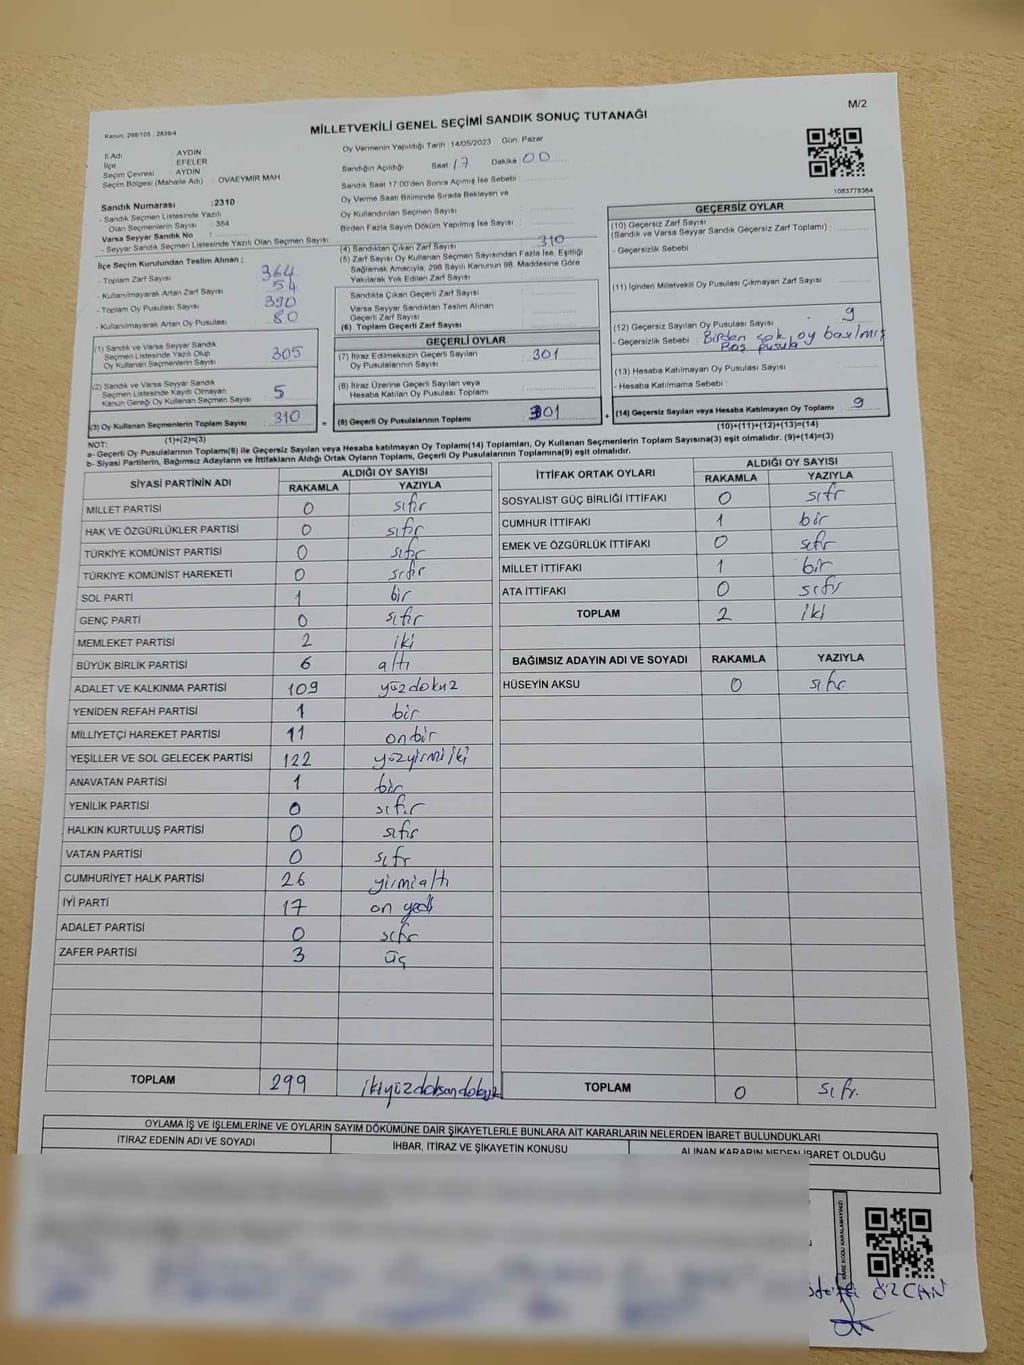 M/2
Kanun: 298/105 ; 2839/4
MİLLETVEKİLİ GENEL SEÇİMİ SANDIK SONUÇ TUTANAĞI
1083778364
İl Adı : AYDIN
İlçe : EFELER
Seçim Çevresi : AYDIN
Seçim Bölgesi (Mahalle Adı) : OVAEYMİR MAH
Sandık Numarası : 2310
- Sandık Seçmen Listesinde Yazılı
Olan Seçmenlerin Sayısı : 354
Varsa Seyyar Sandık No :
- Seyyar Sandık Seçmen Listesinde Yazılı Olan Seçmen Sayısı:
İlçe Seçim Kurulundan Teslim Alınan ;
- Toplam Zarf Sayısı 364
- Kullanılmayarak Artan Zarf Sayısı 54
- Toplam Oy Pusulası Sayısı 390
- Kullanılmayarak Artan Oy Pusulası 80
(1) Sandık ve Varsa Seyyar Sandık
Seçmen Listesinde Yazılı Olup
Oy Kullanan Seçmenlerin Sayısı 305
(2) Sandık ve Varsa Seyyar Sandık
Seçmen Listesinde Kayıtlı Olmayan
Kanun Gereği Oy Kullanan Seçmen Sayısı 5
(3) Oy Kullanan Seçmenlerin Toplam Sayısı 310
(1)+(2)=(3)
Oy Vermenin Yapıldığı Tarih :14/05/2023 Gün: Pazar
Sandığın Açıldığı Saat 17 Dakika 00
Sandık Saat 17:00'den Sonra Açılmış İse Sebebi :
Oy Verme Saati Bitiminde Sırada Bekleyen ve
Oy Kullandırılan Seçmen Sayısı :
Birden Fazla Sayım Döküm Yapılmış İse Sayısı :
(4) Sandıktan Çıkan Zarf Sayısı 310
(5) Zarf Sayısı Oy Kullanan Seçmen Sayısından Fazla İse, Eşitliği
Sağlamak Amacıyla, 298 Sayılı Kanunun 98. Maddesine Göre
Yakılarak Yok Edilen Zarf Sayısı
Sandıkta Çıkan Geçerli Zarf Sayısı :
Varsa Seyyar Sandıktan Teslim Alınan
Geçerli Zarf Sayısı :
(6) Toplam Geçerli Zarf Sayısı :
GEÇERLİ OYLAR
(7) İtiraz Edilmeksizin Geçerli Sayılan
Oy Pusulalarının Sayısı 301
(8) İtiraz Üzerine Geçerli Sayılan veya
Hesaba Katılan Oy Pusulası Toplamı
(9) Geçerli Oy Pusulalarının Toplamı 301
GEÇERSİZ OYLAR
(10) Geçersiz Zarf Sayısı
(Sandık ve Varsa Seyyar Sandık Geçersiz Zarf Toplamı) :
- Geçersizlik Sebebi :
(11) İçinden Milletvekili Oy Pusulası Çıkmayan Zarf Sayısı
(12) Geçersiz Sayılan Oy Pusulası Sayısı 9
- Geçersizlik Sebebi : Birden çok oy basılmış
Boş pusula
(13) Hesaba Katılmayan Oy Pusulası Sayısı :
- Hesaba Katılmama Sebebi :
(14) Geçersiz Sayılan veya Hesaba Katılmayan Oy Toplamı 9
(10)+(11)+(12)+(13)=(14)
NOT:
a- Geçerli Oy Pusulalarının Toplamı(9) ile Geçersiz Sayılan veya Hesaba katılmayan Oy Toplamı(14) Toplamları, Oy Kullanan Seçmenlerin Toplam Sayısına(3) eşit olmalıdır. (9)+(14)=(3)
b- Siyasi Partilerin, Bağımsız Adayların ve İttifakların Aldığı Ortak Oyların Toplamı, Geçerli Oy Pusulalarının Toplamına(9) eşit olmalıdır.
SİYASİ PARTİNİN ADI ALDIĞI OY SAYISI
RAKAMLA YAZIYLA
MİLLET PARTİSİ 0 sıfır
HAK VE ÖZGÜRLÜKLER PARTİSİ 0 sıfır
TÜRKİYE KOMÜNİST PARTİSİ 0 sıfır
TÜRKİYE KOMÜNİST HAREKETİ 0 sıfır
SOL PARTİ 1 bir
GENÇ PARTİ 0 sıfır
MEMLEKET PARTİSİ 2 iki
BÜYÜK BİRLİK PARTİSİ 6 altı
ADALET VE KALKINMA PARTİSİ 109 yüzdokuz
YENİDEN REFAH PARTİSİ 1 bir
MİLLİYETÇİ HAREKET PARTİSİ 11 onbir
YEŞİLLER VE SOL GELECEK PARTİSİ 122 yüzyirmi iki
ANAVATAN PARTİSİ 1 bir
YENİLİK PARTİSİ 0 sıfır
HALKIN KURTULUŞ PARTİSİ 0 sıfır
VATAN PARTİSİ 0 sıfr
CUMHURİYET HALK PARTİSİ 26 yirmialtı
İYİ PARTİ 17 on yedi
ADALET PARTİSİ 0 sıfır
ZAFER PARTİSİ 3 üç
TOPLAM 299 ikiyüzdoksandokuz
İTTİFAK ORTAK OYLARI ALDIĞI OY SAYISI
RAKAMLA YAZIYLA
SOSYALİST GÜÇ BİRLİĞİ İTTİFAKI 0 sıfr
CUMHUR İTTİFAKI 1 bir
EMEK VE ÖZGÜRLÜK İTTİFAKI 0 sıfr
MİLLET İTTİFAKI 1 bir
ATA İTTİFAKI 0 sıfır
TOPLAM 2 iki
BAĞIMSIZ ADAYIN ADI VE SOYADI RAKAMLA YAZIYLA
HÜSEYİN AKSU 0 sıfır
TOPLAM 0 sıfır
OYLAMA İŞ VE İŞLEMLERİNE VE OYLARIN SAYIM DÖKÜMÜNE DAİR ŞİKAYETLERLE BUNLARA AİT KARARLARIN NELERDEN İBARET BULUNDUKLARI
İTİRAZ EDENİN ADI VE SOYADI İHBAR, İTİRAZ VE ŞİKAYETİN KONUSU ALINAN KARARIN NEDEN İBARET OLDUĞU
KARE KODU KARALAMAYINIZ!
ÖZCAN